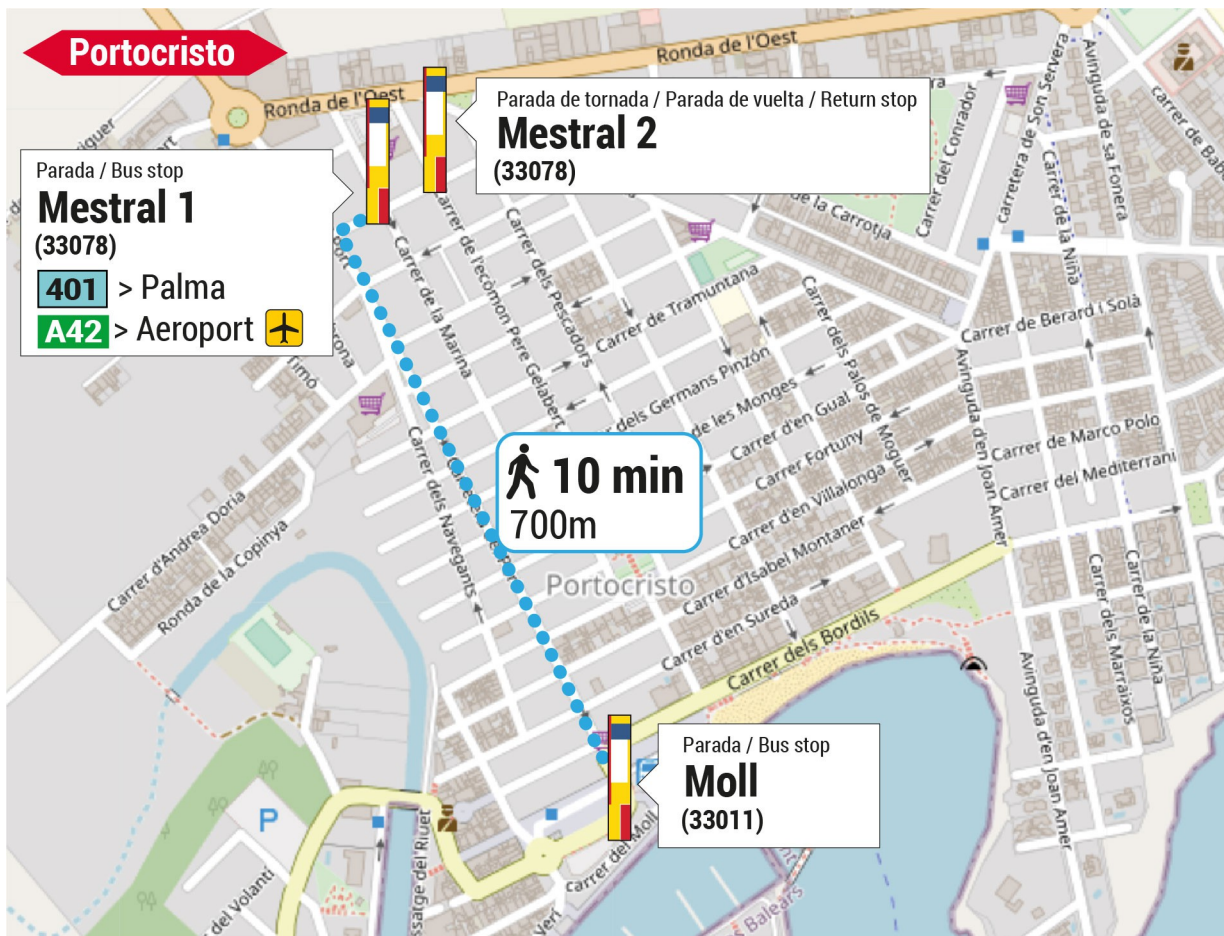 Portocristo
Ronda de l'Oest
Ronda de l'Oest
Parada de tornada / Parada de vuelta / Return stop
Mestral 2
(33078)
Parada / Bus stop
Mestral 1
(33078)
401 > Palma
A42 > Aeroport
Avinguda de sa Fonera
carretera de Son Servera
Carrer del Conrador
Carrer de la Niña
de la Carrotja
Carrer de la Marina
Carrer de l'ecòmon Pere Gelabert
Carrer dels Pescadors
Carrer de Tramuntana
Carrer dels Palos de Moguer
Carrer de Berard i Solà
dels Germans Pinzón
de les Monges
Carrer d'en Gual
Carrer Fortuny
Carrer d'en Villalonga
Carrer d'Isabel Montaner
Carrer d'en Sureda
Carrer dels Bordils
Avinguda d'en Joan Amer
Carrer de Marco Polo
Carrer del Mediterrani
10 min
700m
Portocristo
Carrer dels Navegants
Carrer d'Andrea Doria
Ronda de la Copinya
Timó
Carrer dels Marraixos
Carrer de la Niña
Avinguda d'en Joan Amer
Parada / Bus stop
Moll
(33011)
P
Carrer del Moll
ssatge del Riuet
del Volantí
Verí
s Balears